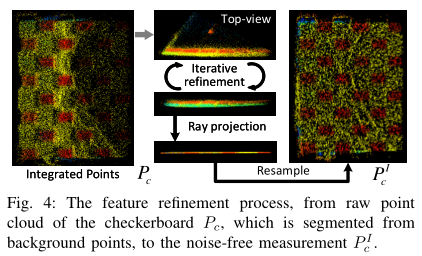 Top-view
Iterative
refinement
Ray projection
Integrated Points
P_c
Resample
P_c^I
Fig. 4: The feature refinement process, from raw point
cloud of the checkerboard P_c, which is segmented from
background points, to the noise-free measurement P_c^I.